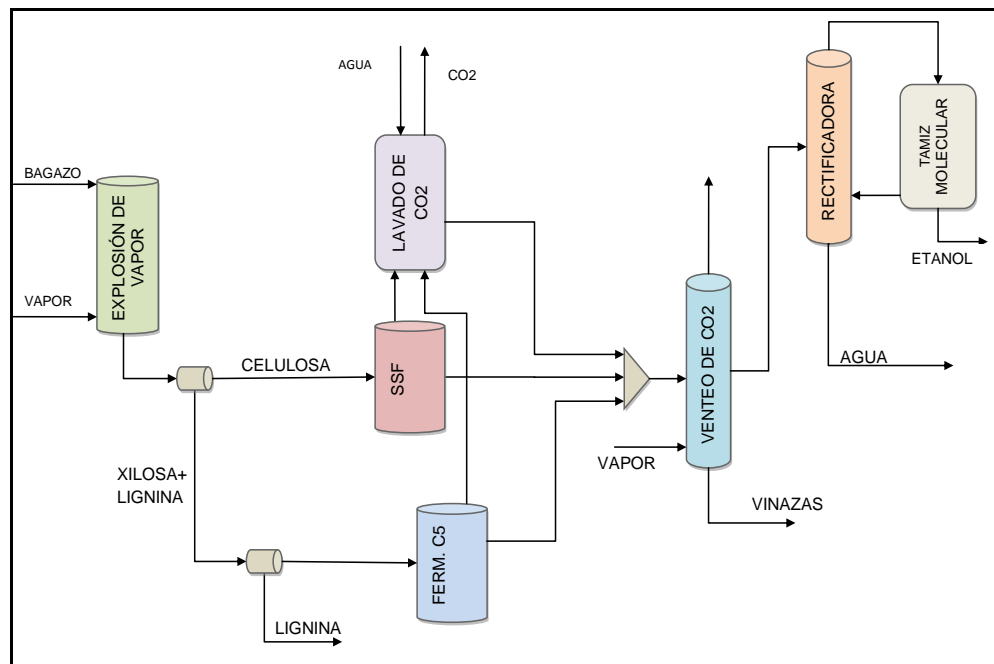 AGUA
CO2
BAGAZO
VAPOR
EXPLOSIÓN DE
VAPOR
LAVADO DE
CO2
CELULOSA
SSF
XILOSA+
LIGNINA
LIGNINA
FERM. C5
VAPOR
VENTEO DE CO2
VINAZAS
RECTIFICADORA
TAMIZ
MOLECULAR
ETANOL
AGUA